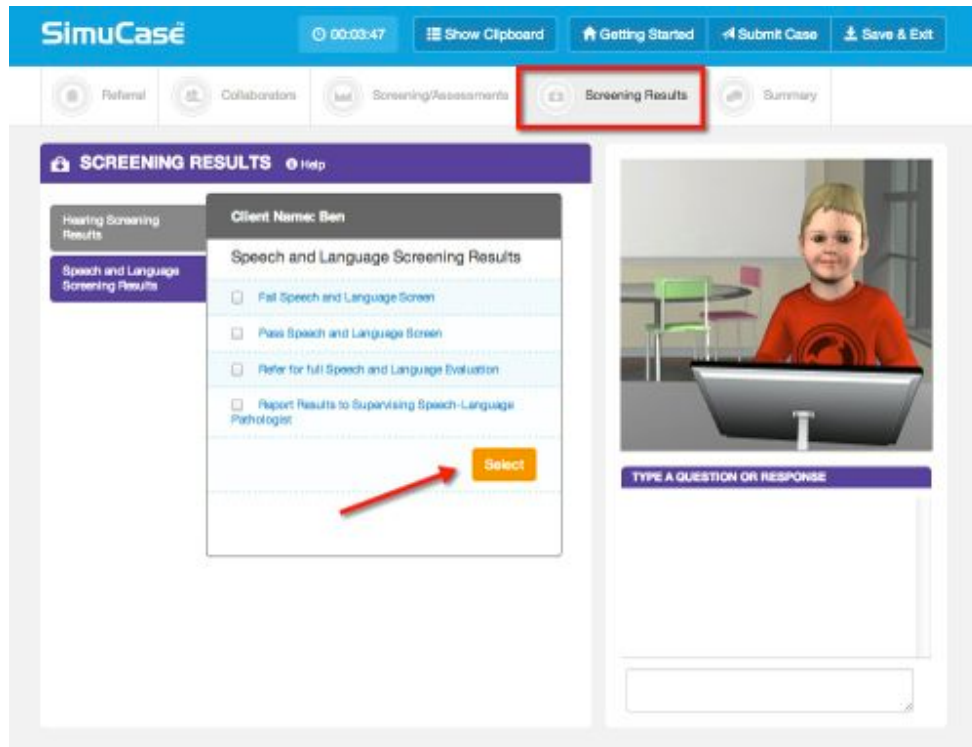 SimuCase
00:03:47
Show Clipboard
Getting Started
Submit Case
Save & Exit
Referral
Collaborators
Screening/Assessments
Screening Results
Summary
SCREENING RESULTS Help
Hearing Screening
Results
Speech and Language
Screening Results
Client Name: Ben
Speech and Language Screening Results
Fail Speech and Language Screen
Pass Speech and Language Screen
Refer for full Speech and Language Evaluation
Report Results to Supervising Speech-Language
Pathologist
Select
TYPE A QUESTION OR RESPONSE